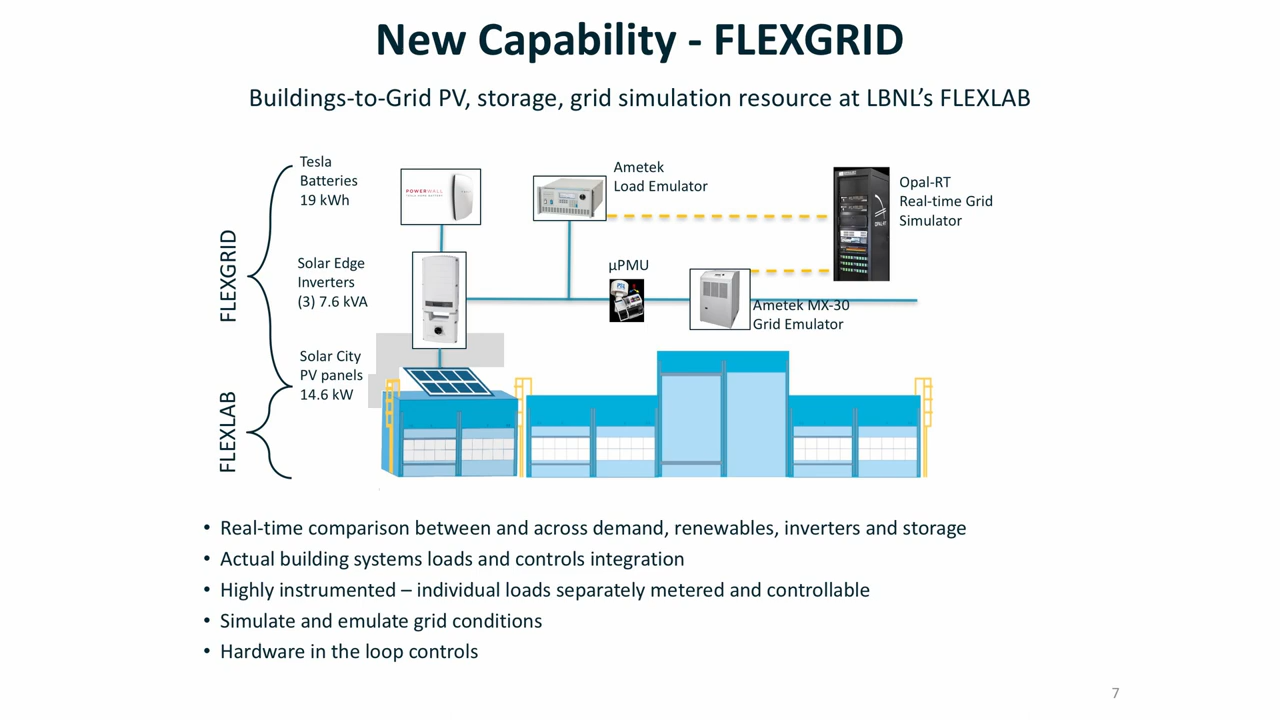 New Capability - FLEXGRID
Buildings-to-Grid PV, storage, grid simulation resource at LBNL’s FLEXLAB
FLEXGRID
Tesla
Batteries
19 kWh
POWERWALL
Ametek
Load Emulator
Opal-RT
Real-time Grid
Simulator
Solar Edge
Inverters
(3) 7.6 kVA
µPMU
Ametek MX-30
Grid Emulator
Solar City
PV panels
14.6 kW
FLEXLAB
• Real-time comparison between and across demand, renewables, inverters and storage
• Actual building systems loads and controls integration
• Highly instrumented – individual loads separately metered and controllable
• Simulate and emulate grid conditions
• Hardware in the loop controls
7